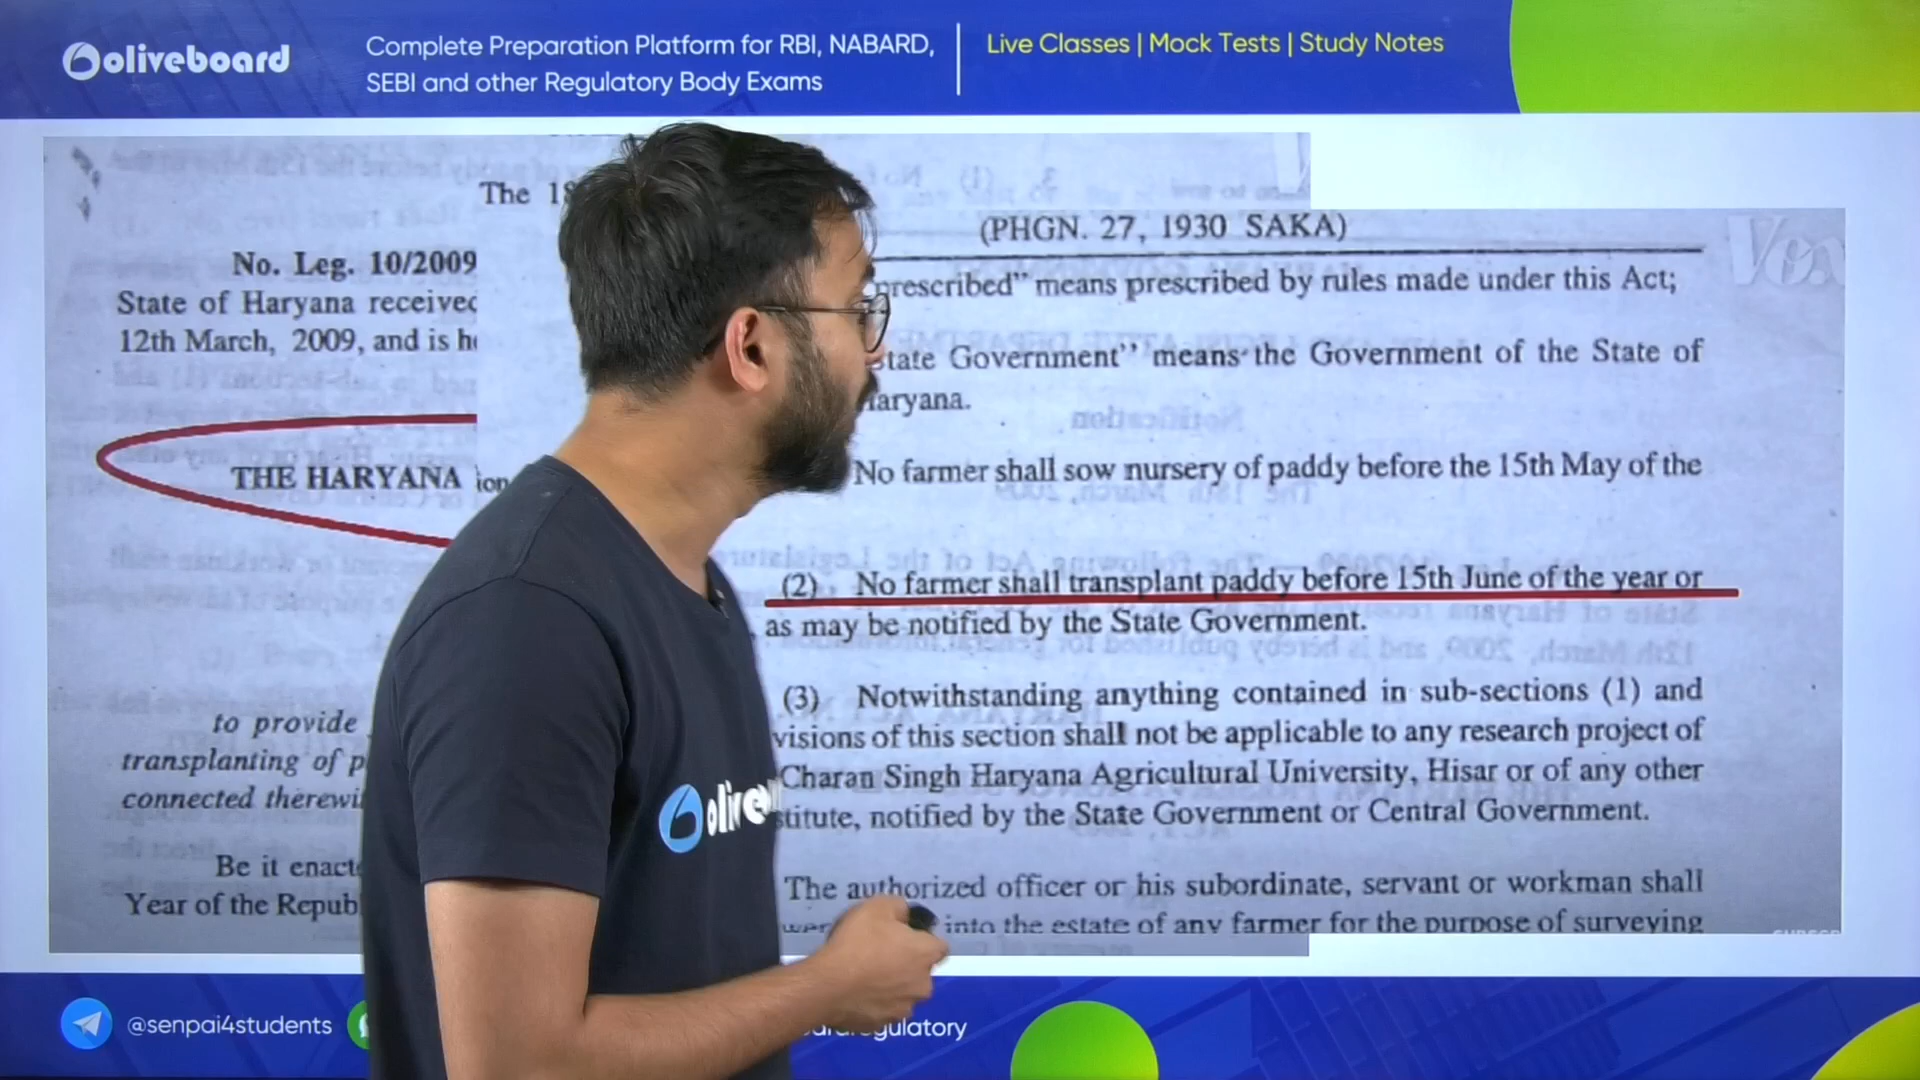 oliveboard
Complete Preparation Platform for RBI, NABARD,
SEBI and other Regulatory Body Exams
Live Classes | Mock Tests | Study Notes
The
No. Leg. 10/2009
State of Haryana received
12th March, 2009, and is
THE HARYANA
to provide
transplanting of
connected
Be it
Year of the
(PHGN. 27, 1930 SAKA)
prescribed" means prescribed by rules made under this Act;
State Government" means the Government of the State of
Haryana.
No farmer shall sow nursery of paddy before the 15th May of the
(2) No farmer shall transplant paddy before 15th June of the year or
as may be notified by the State Government.
(3) Notwithstanding anything contained in sub-sections (1) and
visions of this section shall not be applicable to any research project of
Charan Singh Haryana Agricultural University, Hisar or of any other
stitute, notified by the State Government or Central Government.
The authorized officer or his subordinate, servant or workman shall
into the estate of any farmer for the purpose of surveying
Vox
olive
@senpai4students
gulatory